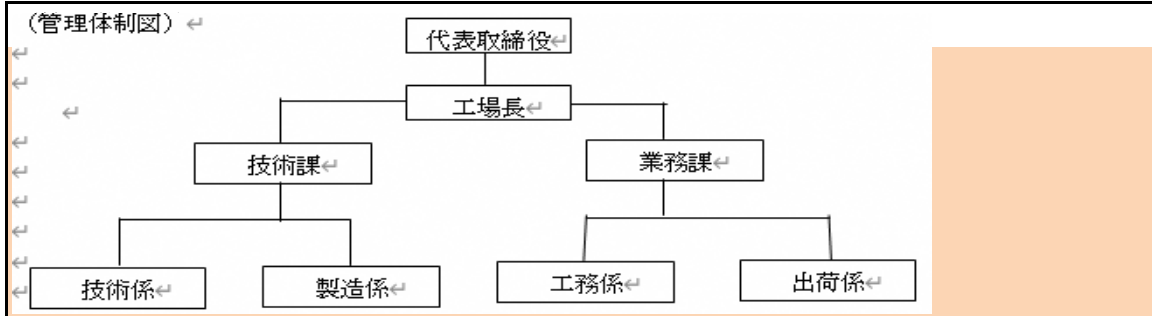 （管理体制図）
代表取締役
工場長
技術課
業務課
技術係
製造係
工務係
出荷係